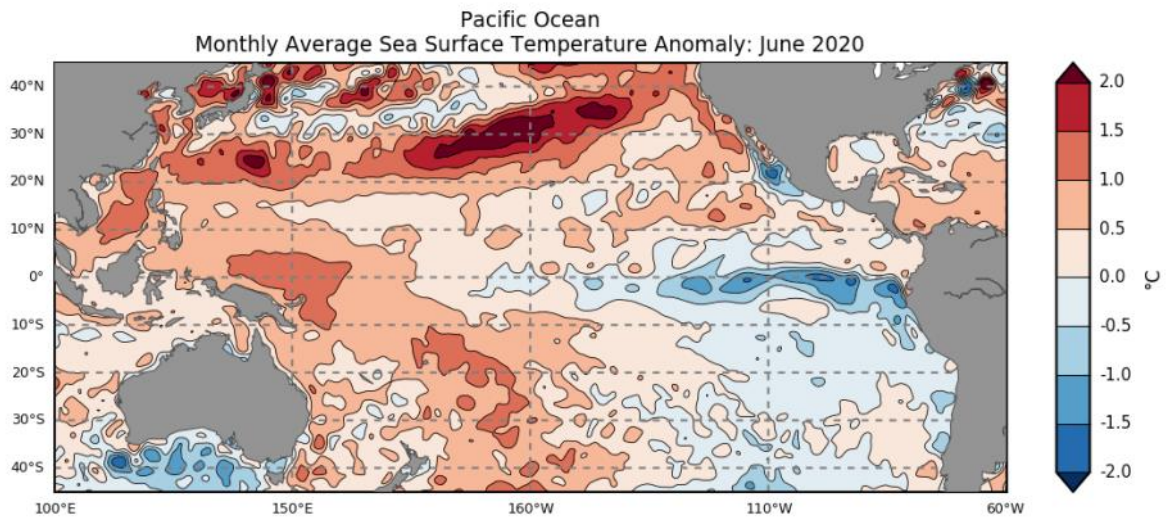 Pacific Ocean
Monthly Average Sea Surface Temperature Anomaly: June 2020
40°N
30°N
20°N
10°N
0°
10°S
20°S
30°S
40°S
100°E
150°E
160°W
110°W
60°W
2.0
1.5
1.0
0.5
0.0
-0.5
-1.0
-1.5
-2.0
°C